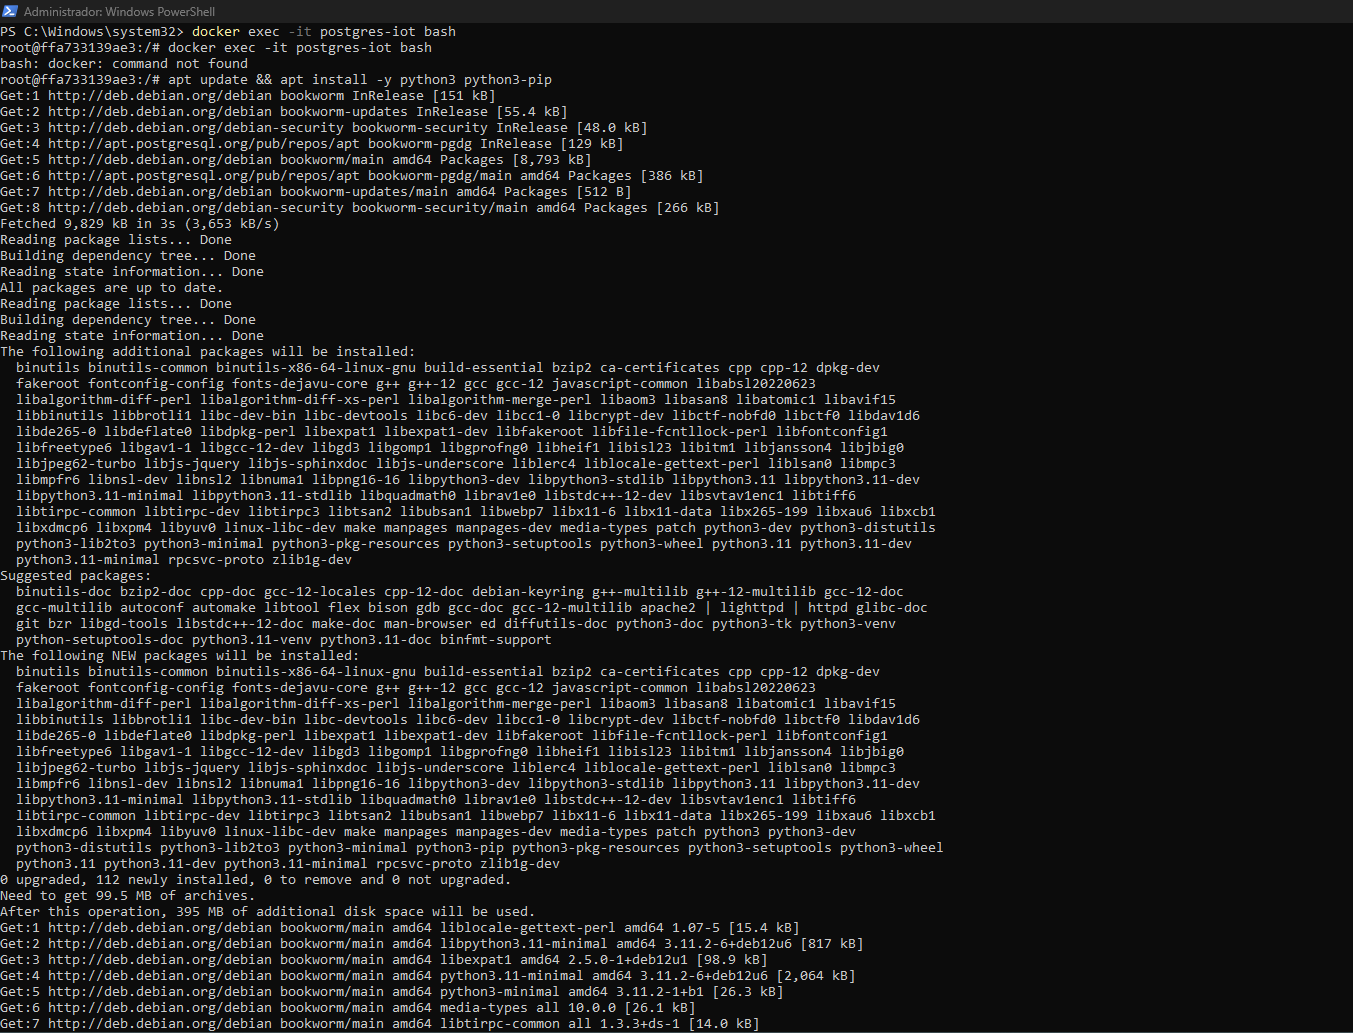 Administrador: Windows PowerShell
PS C:\Windows\system32> docker exec -it postgres-iot bash
root@ffa733139ae3:/# docker exec -it postgres-iot bash
bash: docker: command not found
root@ffa733139ae3:/# apt update && apt install -y python3 python3-pip
Get:1 http://deb.debian.org/debian bookworm InRelease [151 kB]
Get:2 http://deb.debian.org/debian bookworm-updates InRelease [55.4 kB]
Get:3 http://deb.debian.org/debian-security bookworm-security InRelease [48.0 kB]
Get:4 http://apt.postgresql.org/pub/repos/apt bookworm-pgdg InRelease [129 kB]
Get:5 http://deb.debian.org/debian bookworm/main amd64 Packages [8,793 kB]
Get:6 http://apt.postgresql.org/pub/repos/apt bookworm-pgdg/main amd64 Packages [386 kB]
Get:7 http://deb.debian.org/debian bookworm-updates/main amd64 Packages [512 B]
Get:8 http://deb.debian.org/debian-security bookworm-security/main amd64 Packages [266 kB]
Fetched 9,829 kB in 3s (3,653 kB/s)
Reading package lists... Done
Building dependency tree... Done
Reading state information... Done
All packages are up to date.
Reading package lists... Done
Building dependency tree... Done
Reading state information... Done
The following additional packages will be installed:
  binutils binutils-common binutils-x86-64-linux-gnu build-essential bzip2 ca-certificates cpp cpp-12 dpkg-dev
  fakeroot fontconfig-config fonts-dejavu-core g++ g++-12 gcc gcc-12 javascript-common libabsl20220623
  libalgorithm-diff-perl libalgorithm-diff-xs-perl libalgorithm-merge-perl libaom3 libasan8 libatomic1 libavif15
  libbinutils libbrotli1 libc-dev-bin libc-devtools libc6-dev libcc1-0 libcrypt-dev libctf-nobfd0 libctf0 libdav1d6
  libde265-0 libdeflate0 libdpkg-perl libexpat1 libexpat1-dev libfakeroot libfile-fcntllock-perl libfontconfig1
  libfreetype6 libgav1-1 libgcc-12-dev libgd3 libgomp1 libgprofng0 libheif1 libisl23 libitm1 libjansson4 libjbig0
  libjpeg62-turbo libjs-jquery libjs-sphinxdoc libjs-underscore liblerc4 liblocale-gettext-perl liblsan0 libmpc3
  libmpfr6 libnsl-dev libnsl2 libnuma1 libpng16-16 libpython3-dev libpython3-stdlib libpython3.11 libpython3.11-dev
  libpython3.11-minimal libpython3.11-stdlib libquadmath0 librav1e0 libstdc++-12-dev libsvtav1enc1 libtiff6
  libtirpc-common libtirpc-dev libtirpc3 libtsan2 libubsan1 libwebp7 libx11-6 libx11-data libx265-199 libxau6 libxcb1
  libxdmcp6 libxpm4 libyuv0 linux-libc-dev make manpages manpages-dev media-types patch python3-dev python3-distutils
  python3-lib2to3 python3-minimal python3-pkg-resources python3-setuptools python3-wheel python3.11 python3.11-dev
  python3.11-minimal rpcsvc-proto zlib1g-dev
Suggested packages:
  binutils-doc bzip2-doc cpp-doc gcc-12-locales cpp-12-doc debian-keyring g++-multilib g++-12-multilib gcc-12-doc
  gcc-multilib autoconf automake libtool flex bison gdb gcc-doc gcc-12-multilib apache2 | lighttpd | httpd glibc-doc
  git bzr libgd-tools libstdc++-12-doc make-doc man-browser ed diffutils-doc python3-doc python3-tk python3-venv
  python-setuptools-doc python3.11-venv python3.11-doc binfmt-support
The following NEW packages will be installed:
  binutils binutils-common binutils-x86-64-linux-gnu build-essential bzip2 ca-certificates cpp cpp-12 dpkg-dev
  fakeroot fontconfig-config fonts-dejavu-core g++ g++-12 gcc gcc-12 javascript-common libabsl20220623
  libalgorithm-diff-perl libalgorithm-diff-xs-perl libalgorithm-merge-perl libaom3 libasan8 libatomic1 libavif15
  libbinutils libbrotli1 libc-dev-bin libc-devtools libc6-dev libcc1-0 libcrypt-dev libctf-nobfd0 libctf0 libdav1d6
  libde265-0 libdeflate0 libdpkg-perl libexpat1 libexpat1-dev libfakeroot libfile-fcntllock-perl libfontconfig1
  libfreetype6 libgav1-1 libgcc-12-dev libgd3 libgomp1 libgprofng0 libheif1 libisl23 libitm1 libjansson4 libjbig0
  libjpeg62-turbo libjs-jquery libjs-sphinxdoc libjs-underscore liblerc4 liblocale-gettext-perl liblsan0 libmpc3
  libmpfr6 libnsl-dev libnsl2 libnuma1 libpng16-16 libpython3-dev libpython3-stdlib libpython3.11 libpython3.11-dev
  libpython3.11-minimal libpython3.11-stdlib libquadmath0 librav1e0 libstdc++-12-dev libsvtav1enc1 libtiff6
  libtirpc-common libtirpc-dev libtirpc3 libtsan2 libubsan1 libwebp7 libx11-6 libx11-data libx265-199 libxau6 libxcb1
  libxdmcp6 libxpm4 libyuv0 linux-libc-dev make manpages manpages-dev media-types patch python3 python3-dev
  python3-distutils python3-lib2to3 python3-minimal python3-pip python3-pkg-resources python3-setuptools python3-wheel
  python3.11 python3.11-dev python3.11-minimal rpcsvc-proto zlib1g-dev
0 upgraded, 112 newly installed, 0 to remove and 0 not upgraded.
Need to get 99.5 MB of archives.
After this operation, 395 MB of additional disk space will be used.
Get:1 http://deb.debian.org/debian bookworm/main amd64 liblocale-gettext-perl amd64 1.07-5 [15.4 kB]
Get:2 http://deb.debian.org/debian bookworm/main amd64 libpython3.11-minimal amd64 3.11.2-6+deb12u6 [817 kB]
Get:3 http://deb.debian.org/debian bookworm/main amd64 libexpat1 amd64 2.5.0-1+deb12u1 [98.9 kB]
Get:4 http://deb.debian.org/debian bookworm/main amd64 python3.11-minimal amd64 3.11.2-6+deb12u6 [2,064 kB]
Get:5 http://deb.debian.org/debian bookworm/main amd64 python3-minimal amd64 3.11.2-1+b1 [26.3 kB]
Get:6 http://deb.debian.org/debian bookworm/main amd64 media-types all 10.0.0 [26.1 kB]
Get:7 http://deb.debian.org/debian bookworm/main amd64 libtirpc-common all 1.3.3+ds-1 [14.0 kB]